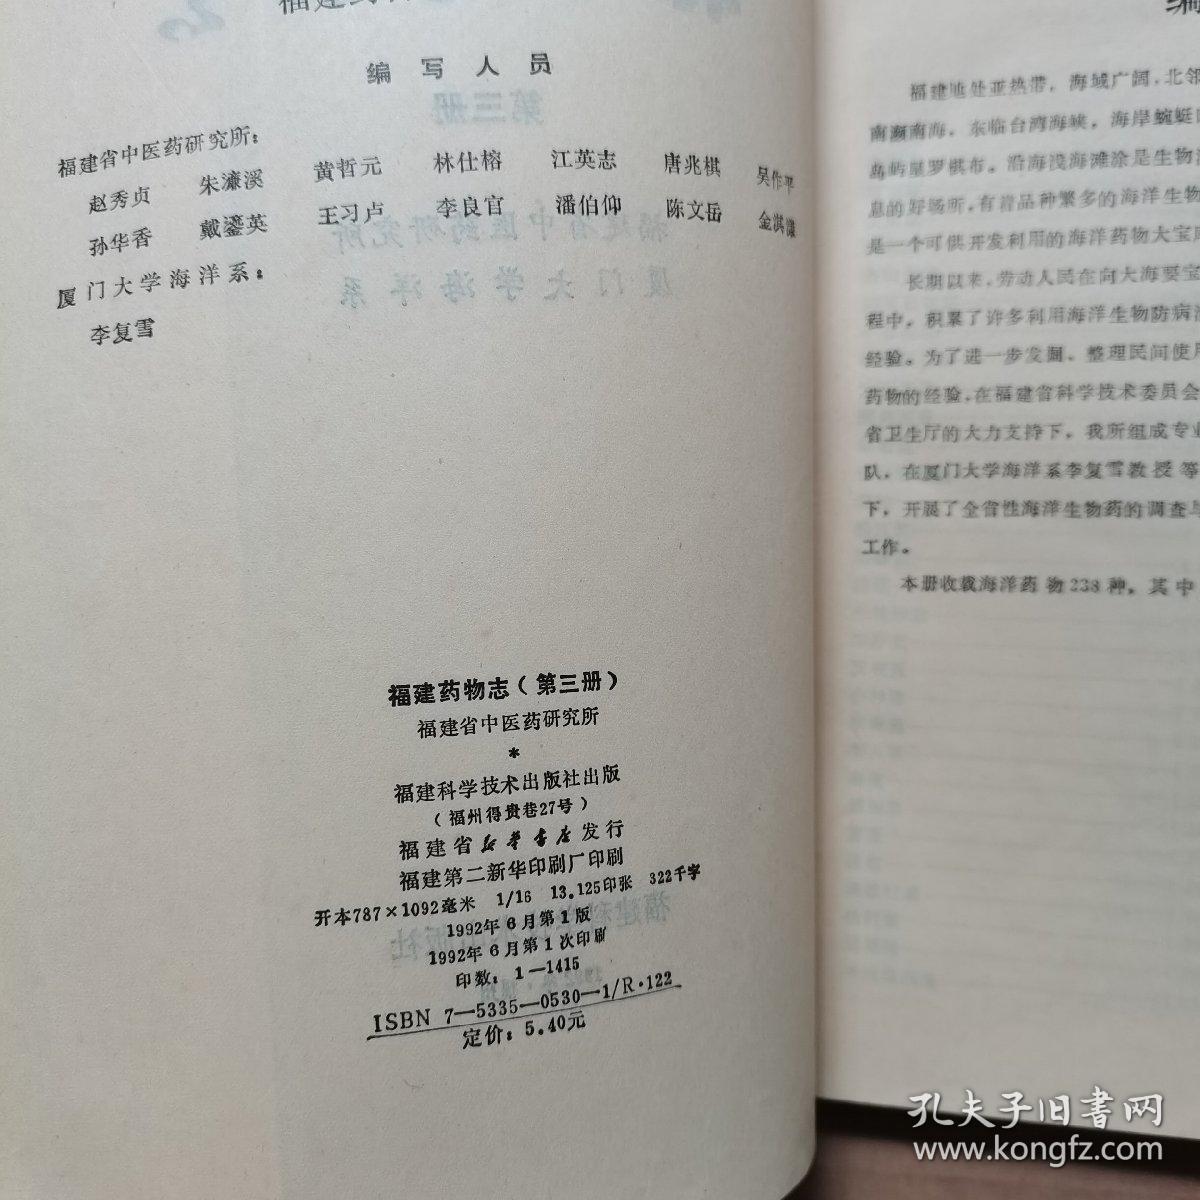 福建药
编写人员
福建省中医药研究所：
赵秀贞 朱濂溪 黄哲元 林仕榕 江英志 唐兆棋 吴作平
孙华香 戴鎏英 王习卢 李良官 潘伯仰 陈文岳 金淇
厦门大学海洋系：
李复雪
福建药物志（第三册）
福建省中医药研究所
*
福建科学技术出版社出版
（福州得贵巷27号）
福建省新华书店发行
福建第二新华印刷厂印刷
开本787×1092毫米 1/16 13.125印张 322千字
1992年6月第1版
1992年6月第1次印刷
印数：1—1415
ISBN 7—5335—0530—1/R·122
定价：5.40元
编
福建地处亚热带，海域广阔，北邻
南濒南海，东临台湾海峡，海岸蜿蜒
岛屿星罗棋布。沿海浅海滩涂是生物
息的好场所，有着品种繁多的海洋生物
是一个可供开发利用的海洋药物大宝
长期以来，劳动人民在向大海要宝
程中，积累了许多利用海洋生物防病
经验。为了进一步发掘、整理民间使用
药物的经验，在福建省科学技术委员会
省卫生厅的大力支持下，我所组成专业
队，在厦门大学海洋系李复雪教授等
下，开展了全省性海洋生物药的调查与
工作。
本册收载海洋药物238种，其中
孔夫子旧书网
www.kongfz.com